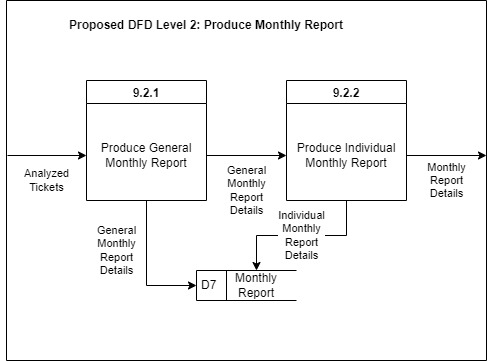 Proposed DFD Level 2: Produce Monthly Report
9.2.1
9.2.2
Produce General
Monthly Report
Produce Individual
Monthly Report
Analyzed
Tickets
General
Monthly
Report
Details
Monthly
Report
Details
General
Monthly
Report
Details
Individual
Monthly
Report
Details
D7
Monthly
Report